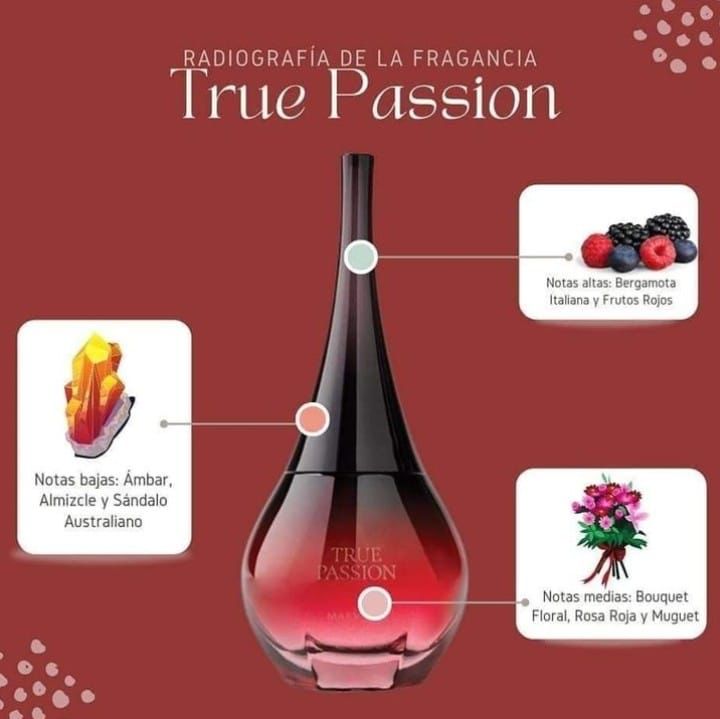 RADIOGRAFÍA DE LA FRAGANCIA
True Passion
Notas altas: Bergamota
Italiana y Frutos Rojos
Notas bajas: Ámbar,
Almizcle y Sándalo
Australiano
TRUE
PASSION
Notas medias: Bouquet
Floral, Rosa Roja y Muguet